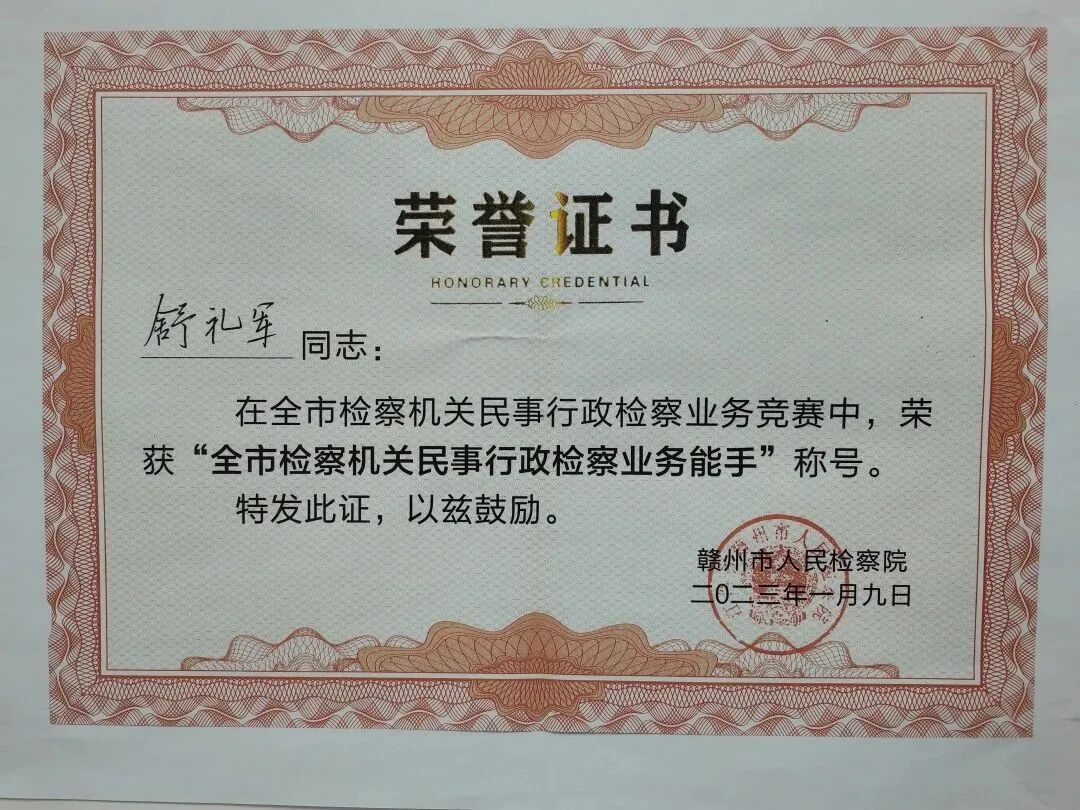 荣誉证书
HONORARY CREDENTIAL
舒礼军 同志：
在全市检察机关民事行政检察业务竞赛中，荣
获“全市检察机关民事行政检察业务能手”称号。
特发此证，以兹鼓励。
赣州市人民检察院
二0二三年一月九日